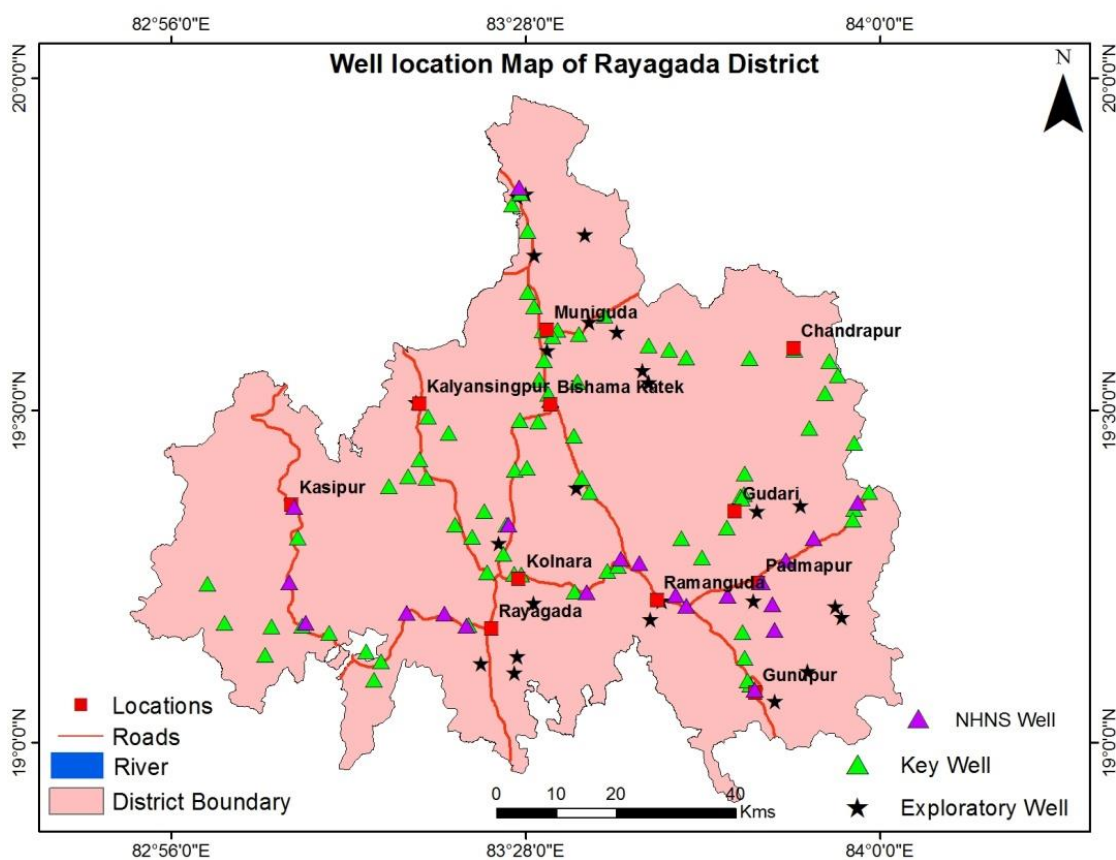 82°56'0"E 83°28'0"E 84°0'0"E
Well location Map of Rayagada District
N
20°0'0"N 20°0'0"N
Muniguda
Chandrapur
Kalyansingpur Bishama Katek
19°30'0"N 19°30'0"N
Kasipur
Gudari
Kolnara
Padmapur
Ramanguda
Rayagada
Gunupur
Locations
Roads
River
District Boundary
NHNS Well
Key Well
Exploratory Well
19°0'0"N 19°0'0"N
0 10 20 40
Kms
82°56'0"E 83°28'0"E 84°0'0"E